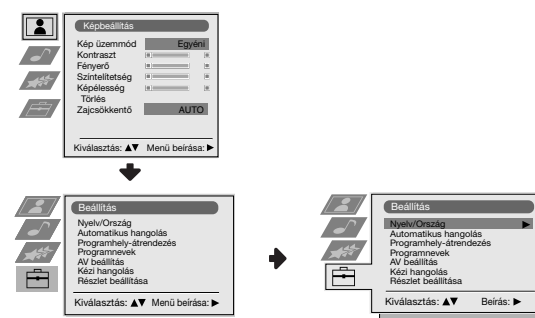 Képbeállítás
Kép üzemmód Egyéni
Kontraszt
Fényerő
Színtelítetség
Képélesség
Törlés
Zajcsökkentő AUTO
Kiválasztás: ▲▼ Menü beírása: ▶
Beállítás
Nyelv/Ország
Automatikus hangolás
Programhely-átrendezés
Programnevek
AV beállítás
Kézi hangolás
Részlet beállítása
Kiválasztás: ▲▼ Menü beírása: ▶
Beállítás
Nyelv/Ország ▶
Automatikus hangolás
Programhely-átrendezés
Programnevek
AV beállítás
Kézi hangolás
Részlet beállítása
Kiválasztás: ▲▼ Beírás: ▶